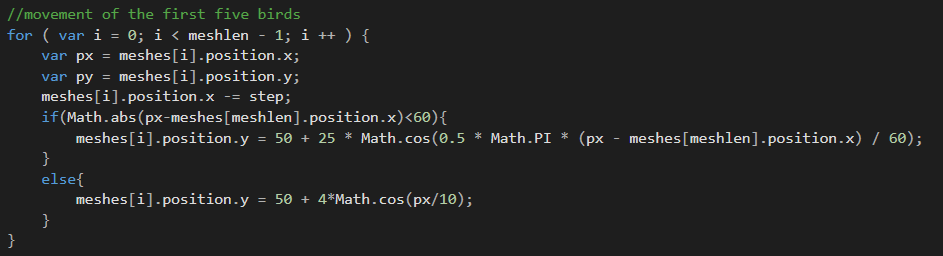 //movement of the first five birds
for ( var i = 0; i < meshlen - 1; i ++ ) {
    var px = meshes[i].position.x;
    var py = meshes[i].position.y;
    meshes[i].position.x -= step;
    if(Math.abs(px-meshes[meshlen].position.x)<60){
        meshes[i].position.y = 50 + 25 * Math.cos(0.5 * Math.PI * (px - meshes[meshlen].position.x) / 60);
    }
    else{
        meshes[i].position.y = 50 + 4*Math.cos(px/10);
    }
}